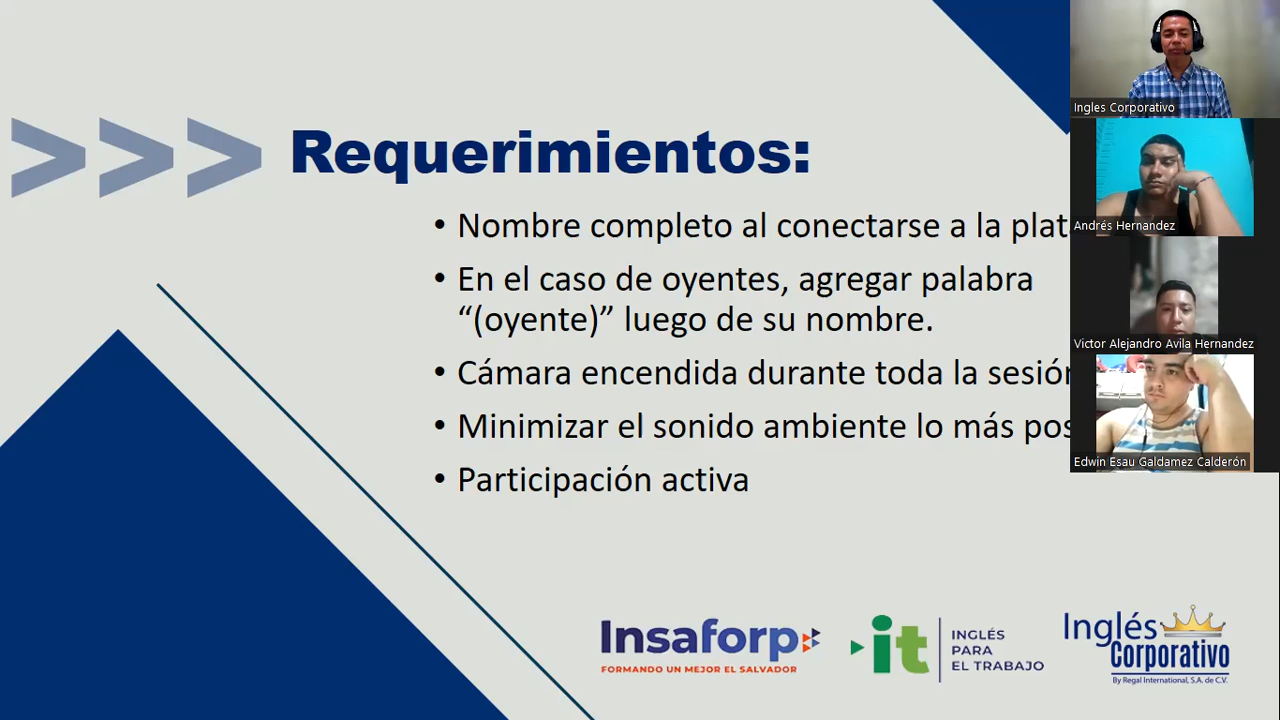 >>> Requerimientos:
• Nombre completo al conectarse a la
• En el caso de oyentes, agregar palabra
“(oyente)” luego de su nombre.
• Cámara encendida durante toda la sesión
• Minimizar el sonido ambiente lo más
• Participación activa
Ingles Corporativo
Andrés Hernandez
Victor Alejandro Avila Hernandez
Edwin Esau Galdamez Calderón
Insaforp
FORMANDO UN MEJOR EL SALVADOR
it
INGLÉS
PARA
EL TRABAJO
Inglés
Corporativo
By Regal International, S.A. de C.V.